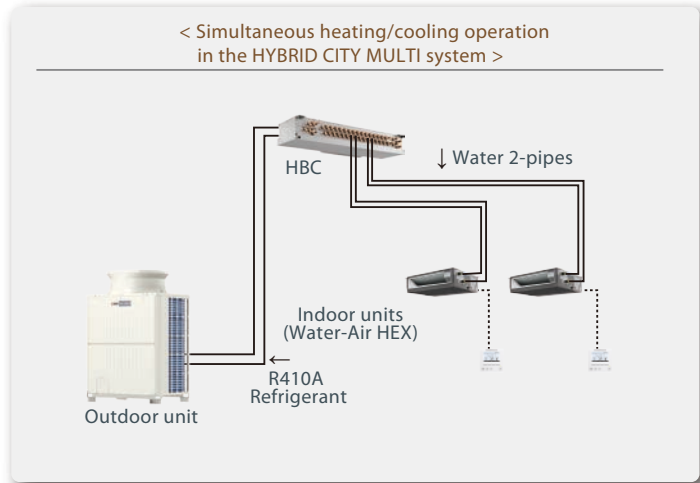 < Simultaneous heating/cooling operation
in the HYBRID CITY MULTI system >
HBC
↓ Water 2-pipes
Indoor units
(Water-Air HEX)
←
R410A
Refrigerant
Outdoor unit